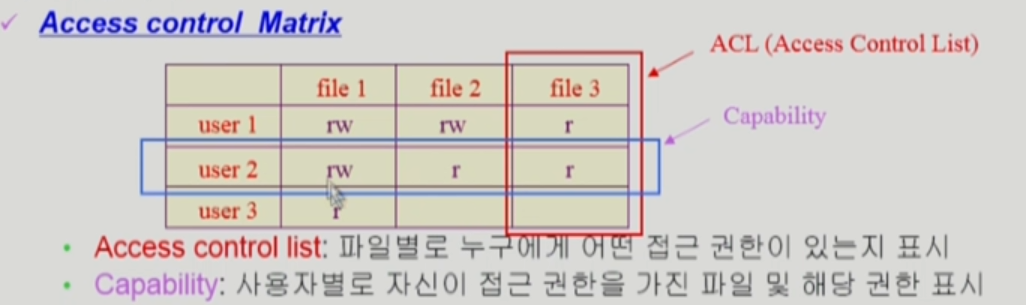 ✓ Access control Matrix
ACL (Access Control List)
file 1 file 2 file 3
Capability
user 1 rw rw r
user 2 rw r r
user 3 r
• Access control list: 파일별로 누구에게 어떤 접근 권한이 있는지 표시
• Capability: 사용자별로 자신이 접근 권한을 가진 파일 및 해당 권한 표시